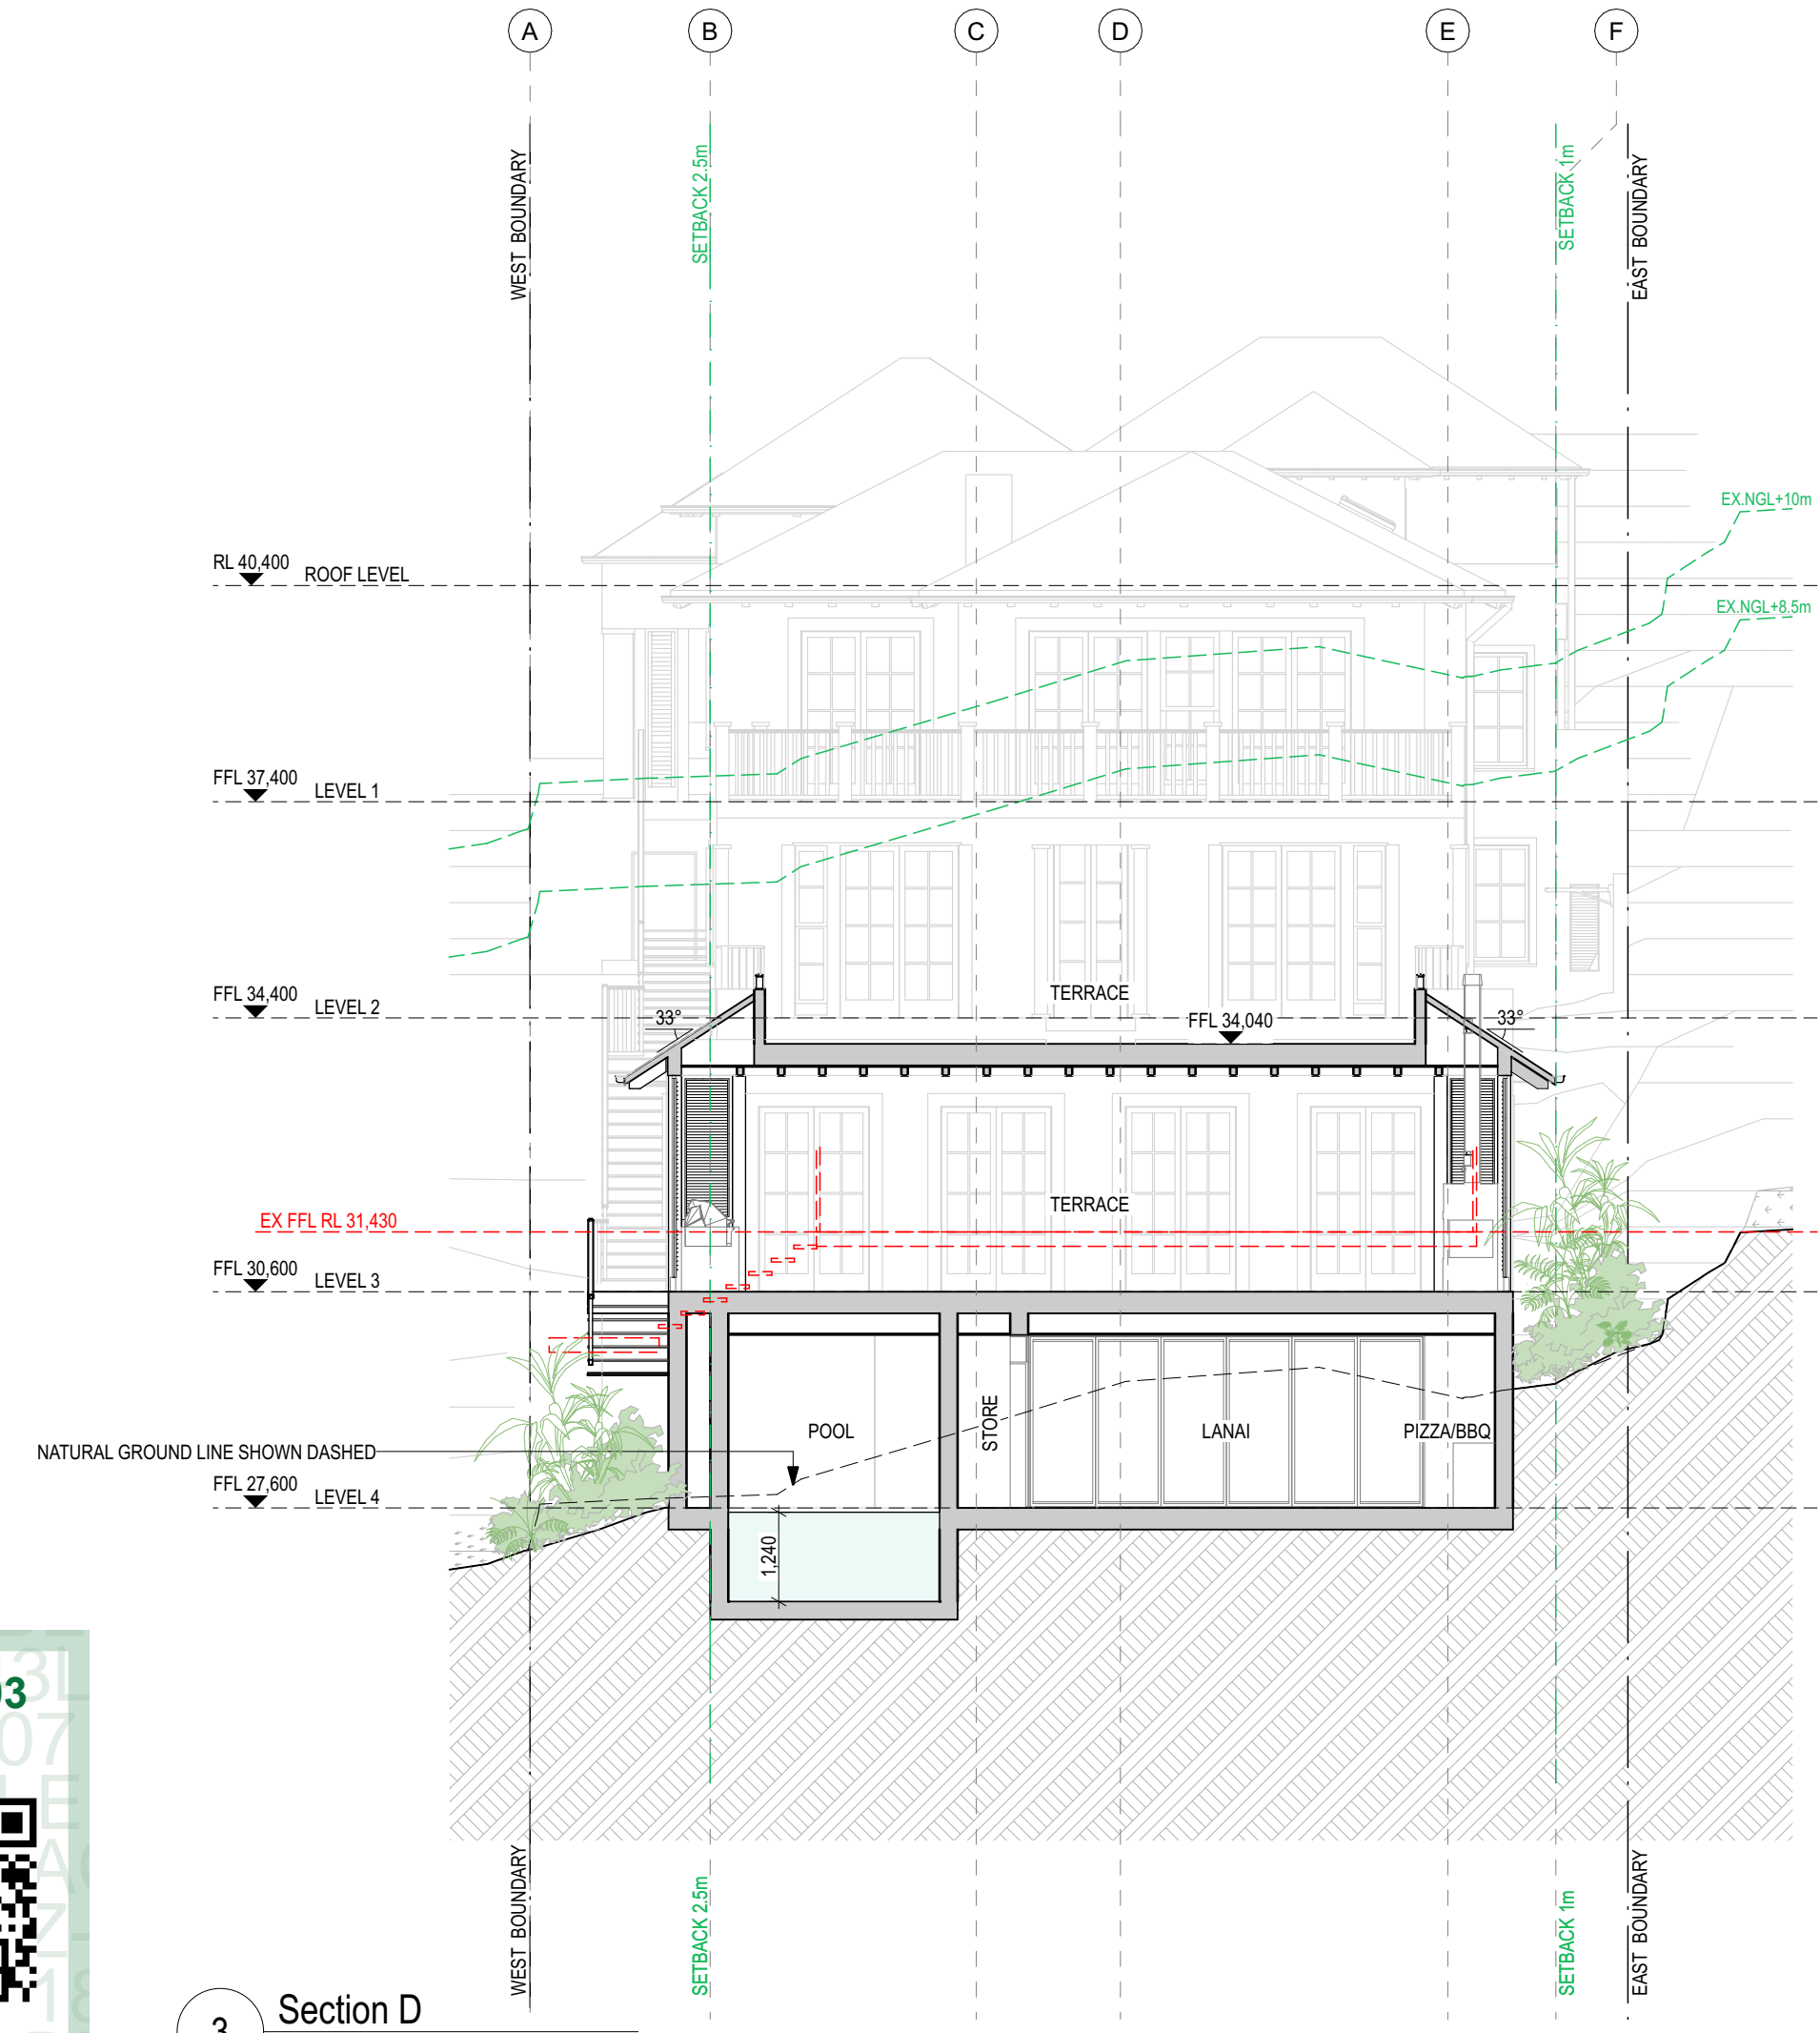 A B C D E F
WEST BOUNDARY
SETBACK 2.5m
SETBACK 1m
EAST BOUNDARY
EX.NGL+10m
RL 40,400 ROOF LEVEL
EX.NGL+8.5m
FFL 37,400 LEVEL 1
FFL 34,400 LEVEL 2
TERRACE
33°
FFL 34,040
33°
TERRACE
EX FFL RL 31,430
FFL 30,600 LEVEL 3
POOL
STORE
LANAI
PIZZA/BBQ
NATURAL GROUND LINE SHOWN DASHED
FFL 27,600 LEVEL 4
1,240
WEST BOUNDARY
SETBACK 2.5m
SETBACK 1m
EAST BOUNDARY
3 Section D